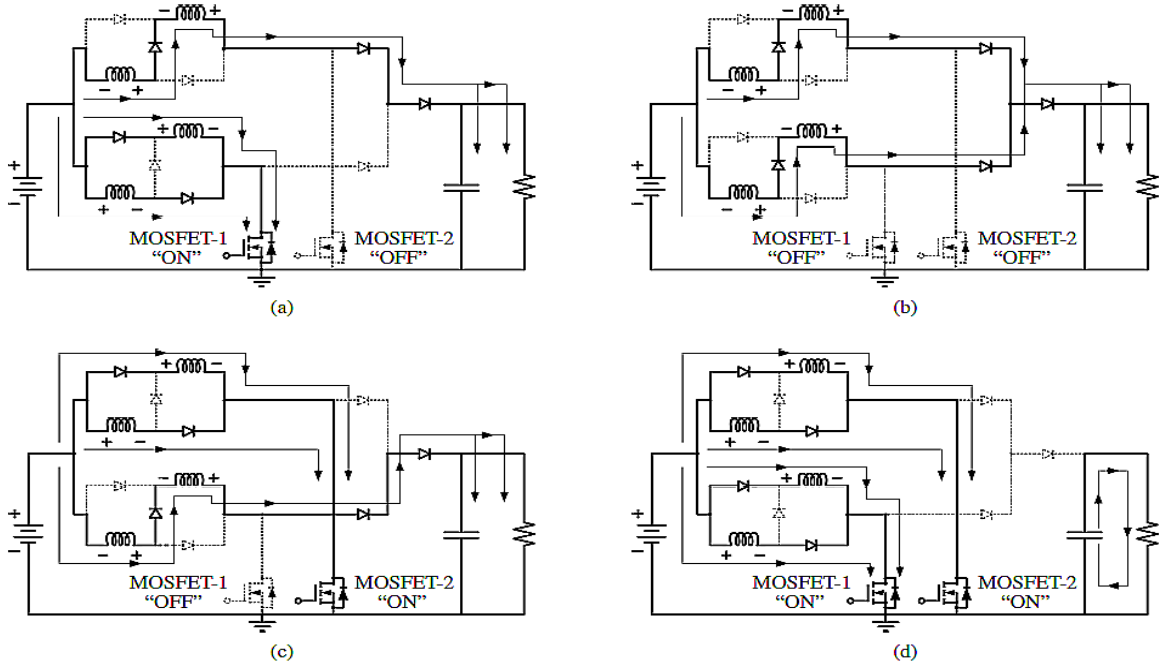 − +
− +
+ −
+ −
+
−
MOSFET-1 MOSFET-2
“ON” “OFF”
(a)
− +
− +
− +
− +
+
−
MOSFET-1 MOSFET-2
“OFF” “OFF”
(b)
+ −
+ −
− +
− +
+
−
MOSFET-1 MOSFET-2
“OFF” “ON”
(c)
+ −
+ −
+ −
+ −
+
−
MOSFET-1 MOSFET-2
“ON” “ON”
(d)